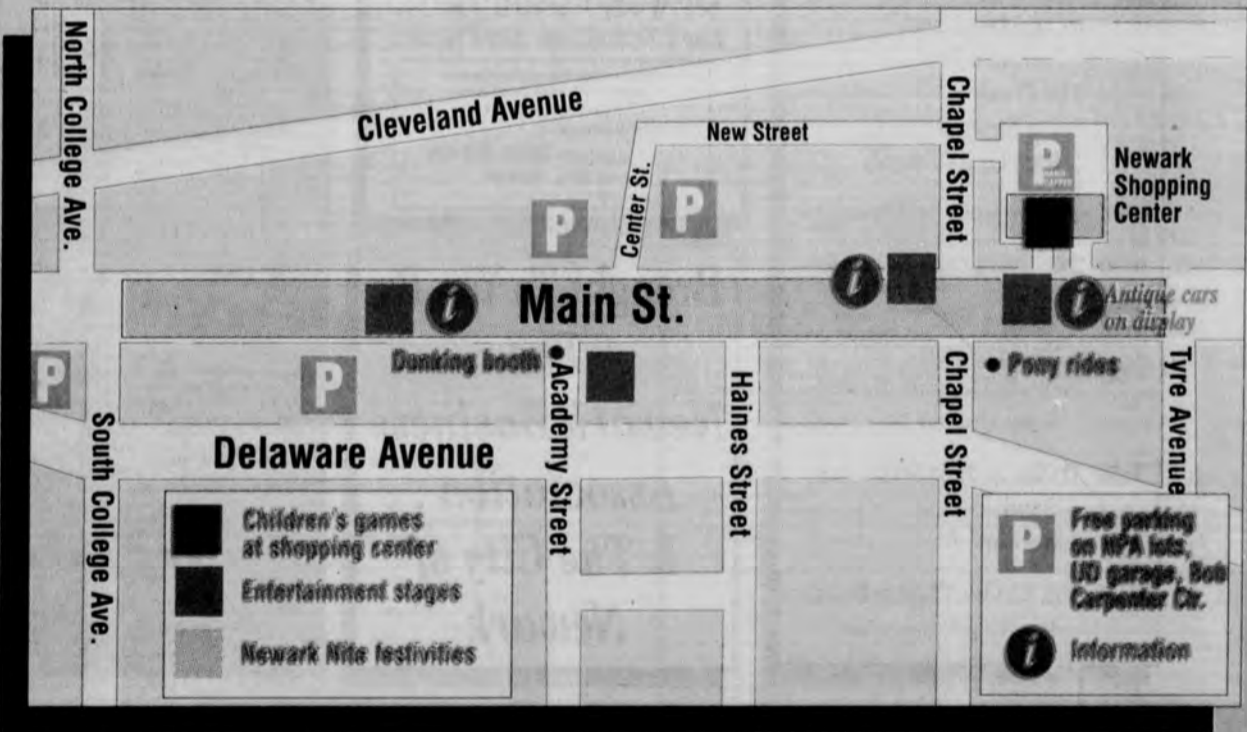 North College Ave.
Cleveland Avenue
New Street
Center St.
Chapel Street
P
P
P
Newark
Shopping
Center
i
i
i
Main St.
Antique cars
on display
P
P
Dunking booth
Academy Street
Haines Street
Chapel Street
Pony rides
Tyre Avenue
South College Ave.
Delaware Avenue
Children's games
at shopping center
Entertainment stages
Newark Nite festivities
P
Free parking
on NPA lots,
UD garage, Bob
Carpenter Ctr.
i
Information